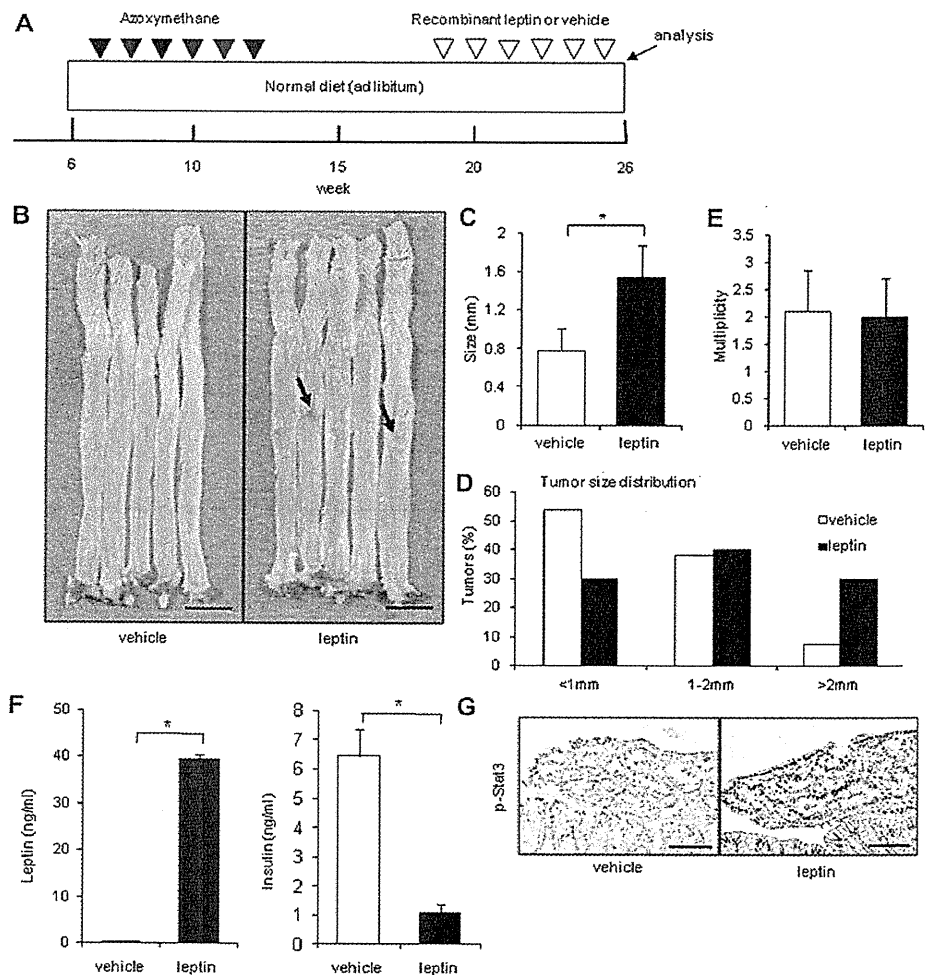 A
Azoxymethane
Recombinant leptin or vehicle
analysis
Normal diet (ad libitum)
6 10 15 20 26
week
B
vehicle
leptin
C
*
Size (mm)
2
1.6
1.2
0.8
0.4
0
vehicle leptin
E
Multiplicity
3.5
3
2.5
2
1.5
1
0.5
0
vehicle leptin
D
Tumor size distribution
Tumors (%)
60
50
40
30
20
10
0
vehicle
leptin
<1mm 1-2mm >2mm
F
*
Leptin (ng/ml)
50
40
30
20
10
0
vehicle leptin
*
Insulin (ng/ml)
8
7
6
5
4
3
2
1
0
vehicle leptin
G
p-Stat3
vehicle
leptin